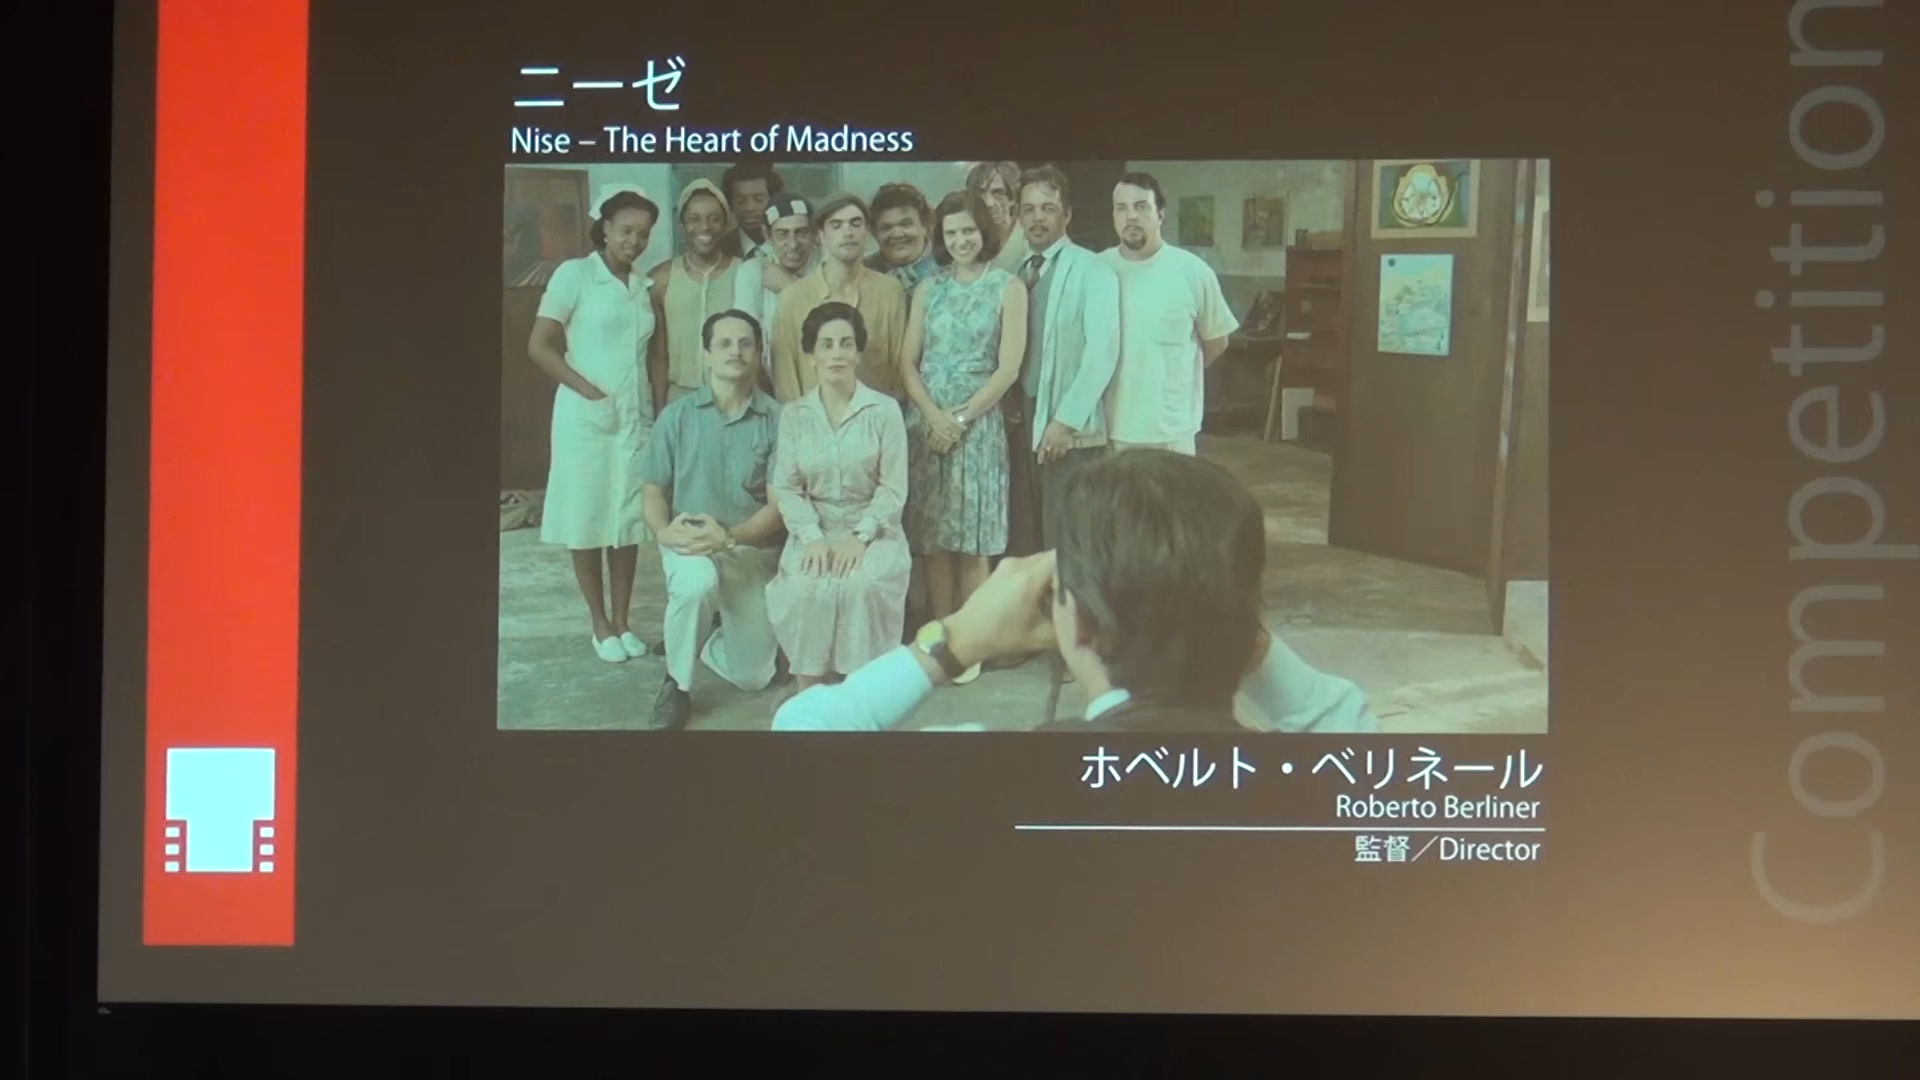 ニーゼ
Nise – The Heart of Madness
ホベルト・ベリネール
Roberto Berliner
監督／Director
Competition